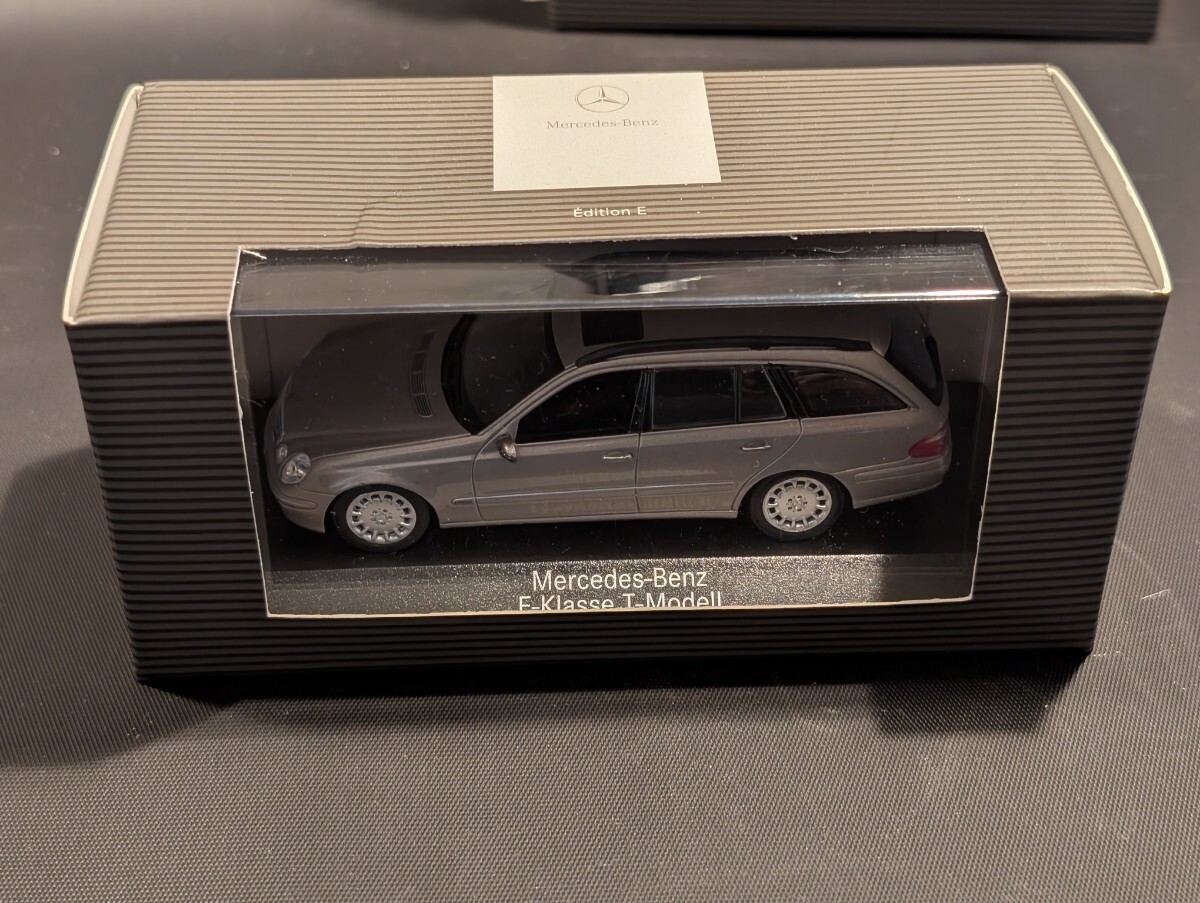 Mercedes-Benz
Édition E
Mercedes-Benz
E-Klasse T-Modell